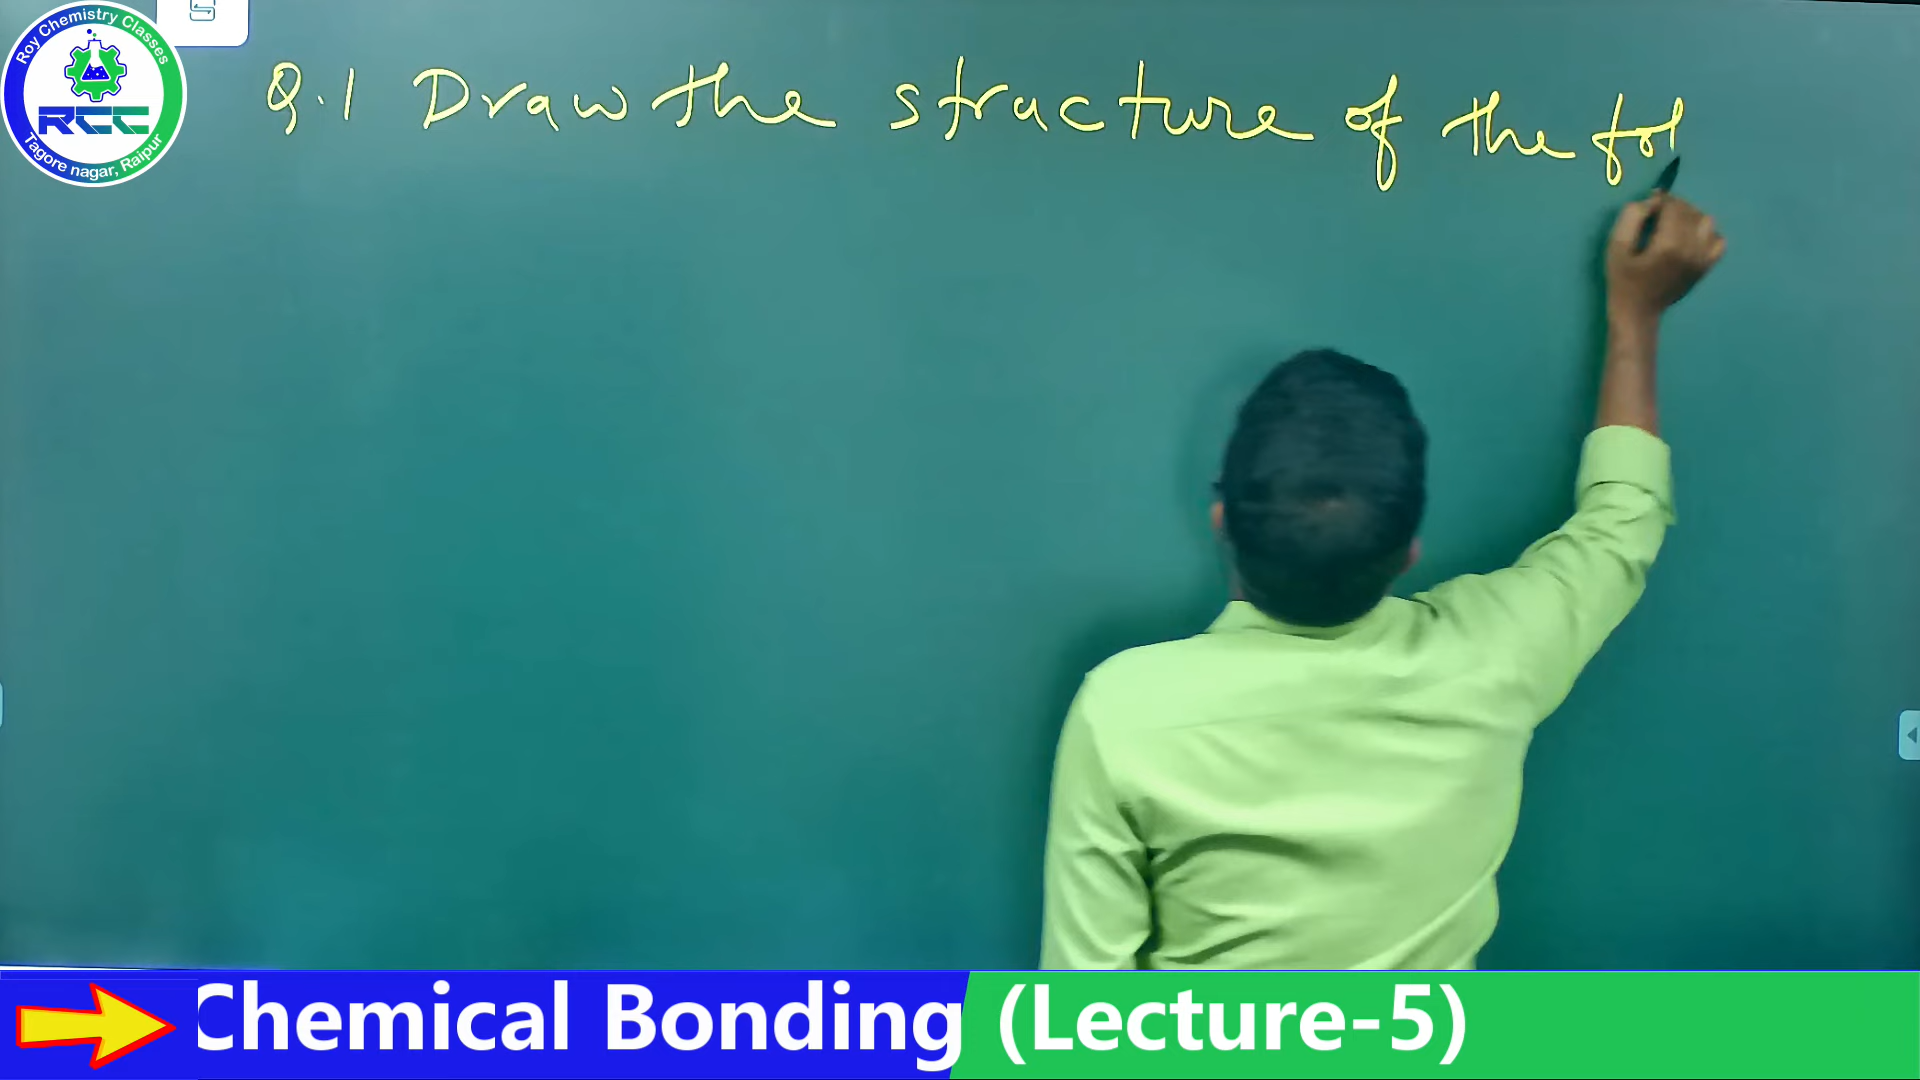 Roy Chemistry Classes
RCC
Tagore nagar, Raipur
Q.1 Draw the structure of the fol
Chemical Bonding (Lecture-5)